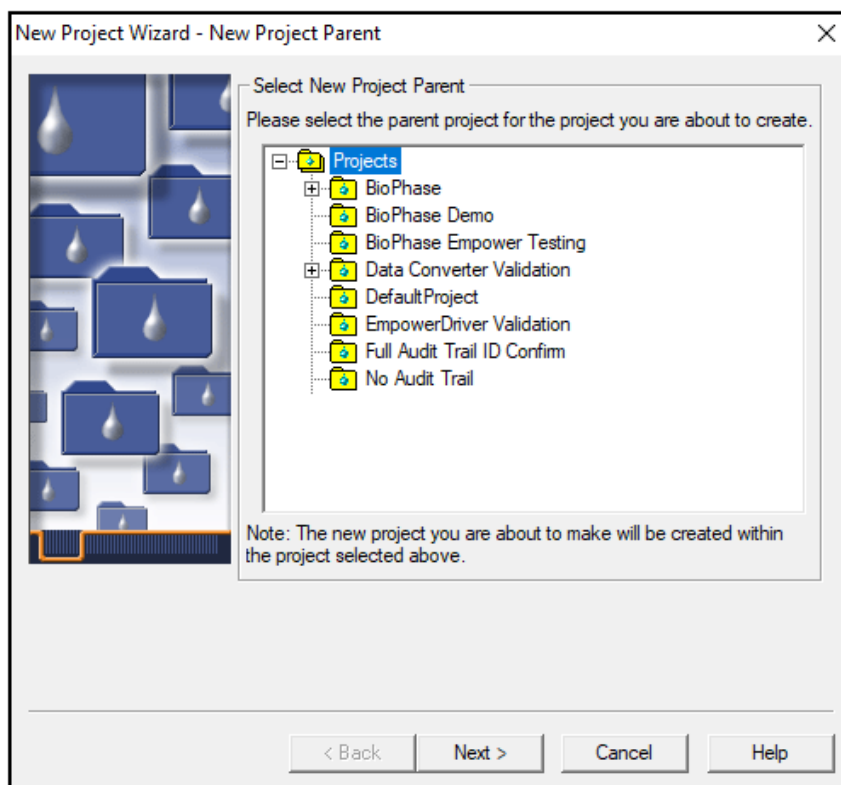 New Project Wizard - New Project Parent
Select New Project Parent
Please select the parent project for the project you are about to create.
Projects
BioPhase
BioPhase Demo
BioPhase Empower Testing
Data Converter Validation
DefaultProject
EmpowerDriver Validation
Full Audit Trail ID Confirm
No Audit Trail
Note: The new project you are about to make will be created within
the project selected above.
< Back Next > Cancel Help